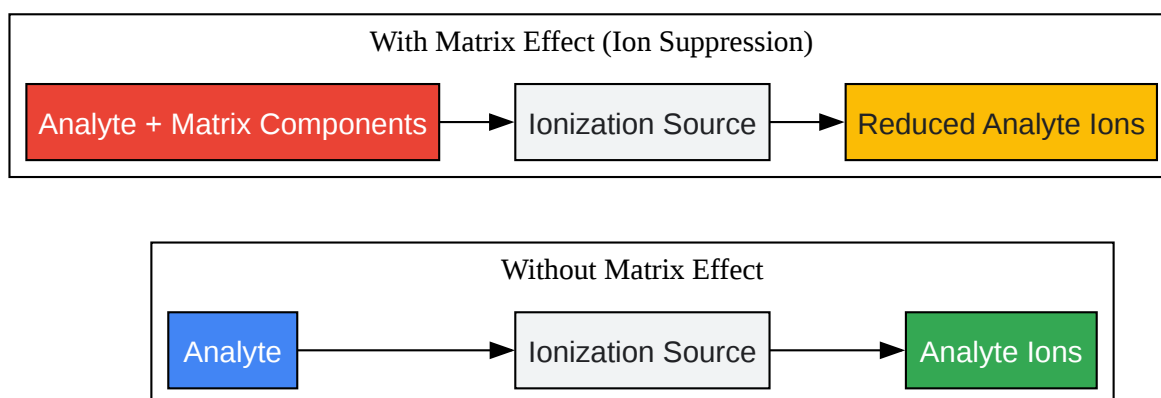 With Matrix Effect (Ion Suppression)
Analyte + Matrix Components
Ionization Source
Reduced Analyte Ions
Without Matrix Effect
Analyte
Ionization Source
Analyte Ions